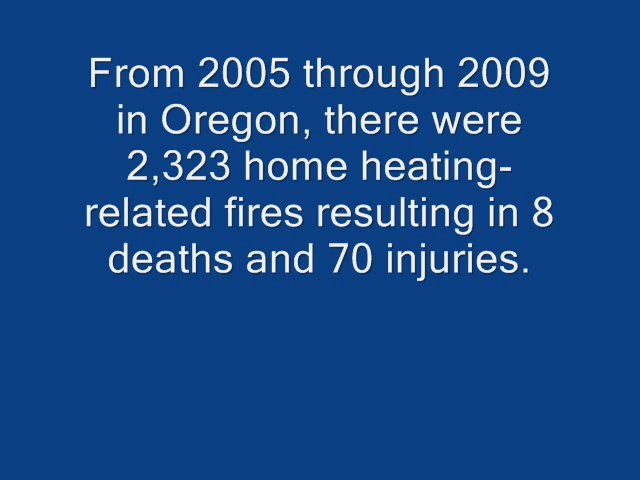 From 2005 through 2009
in Oregon, there were
2,323 home heating-
related fires resulting in 8
deaths and 70 injuries.